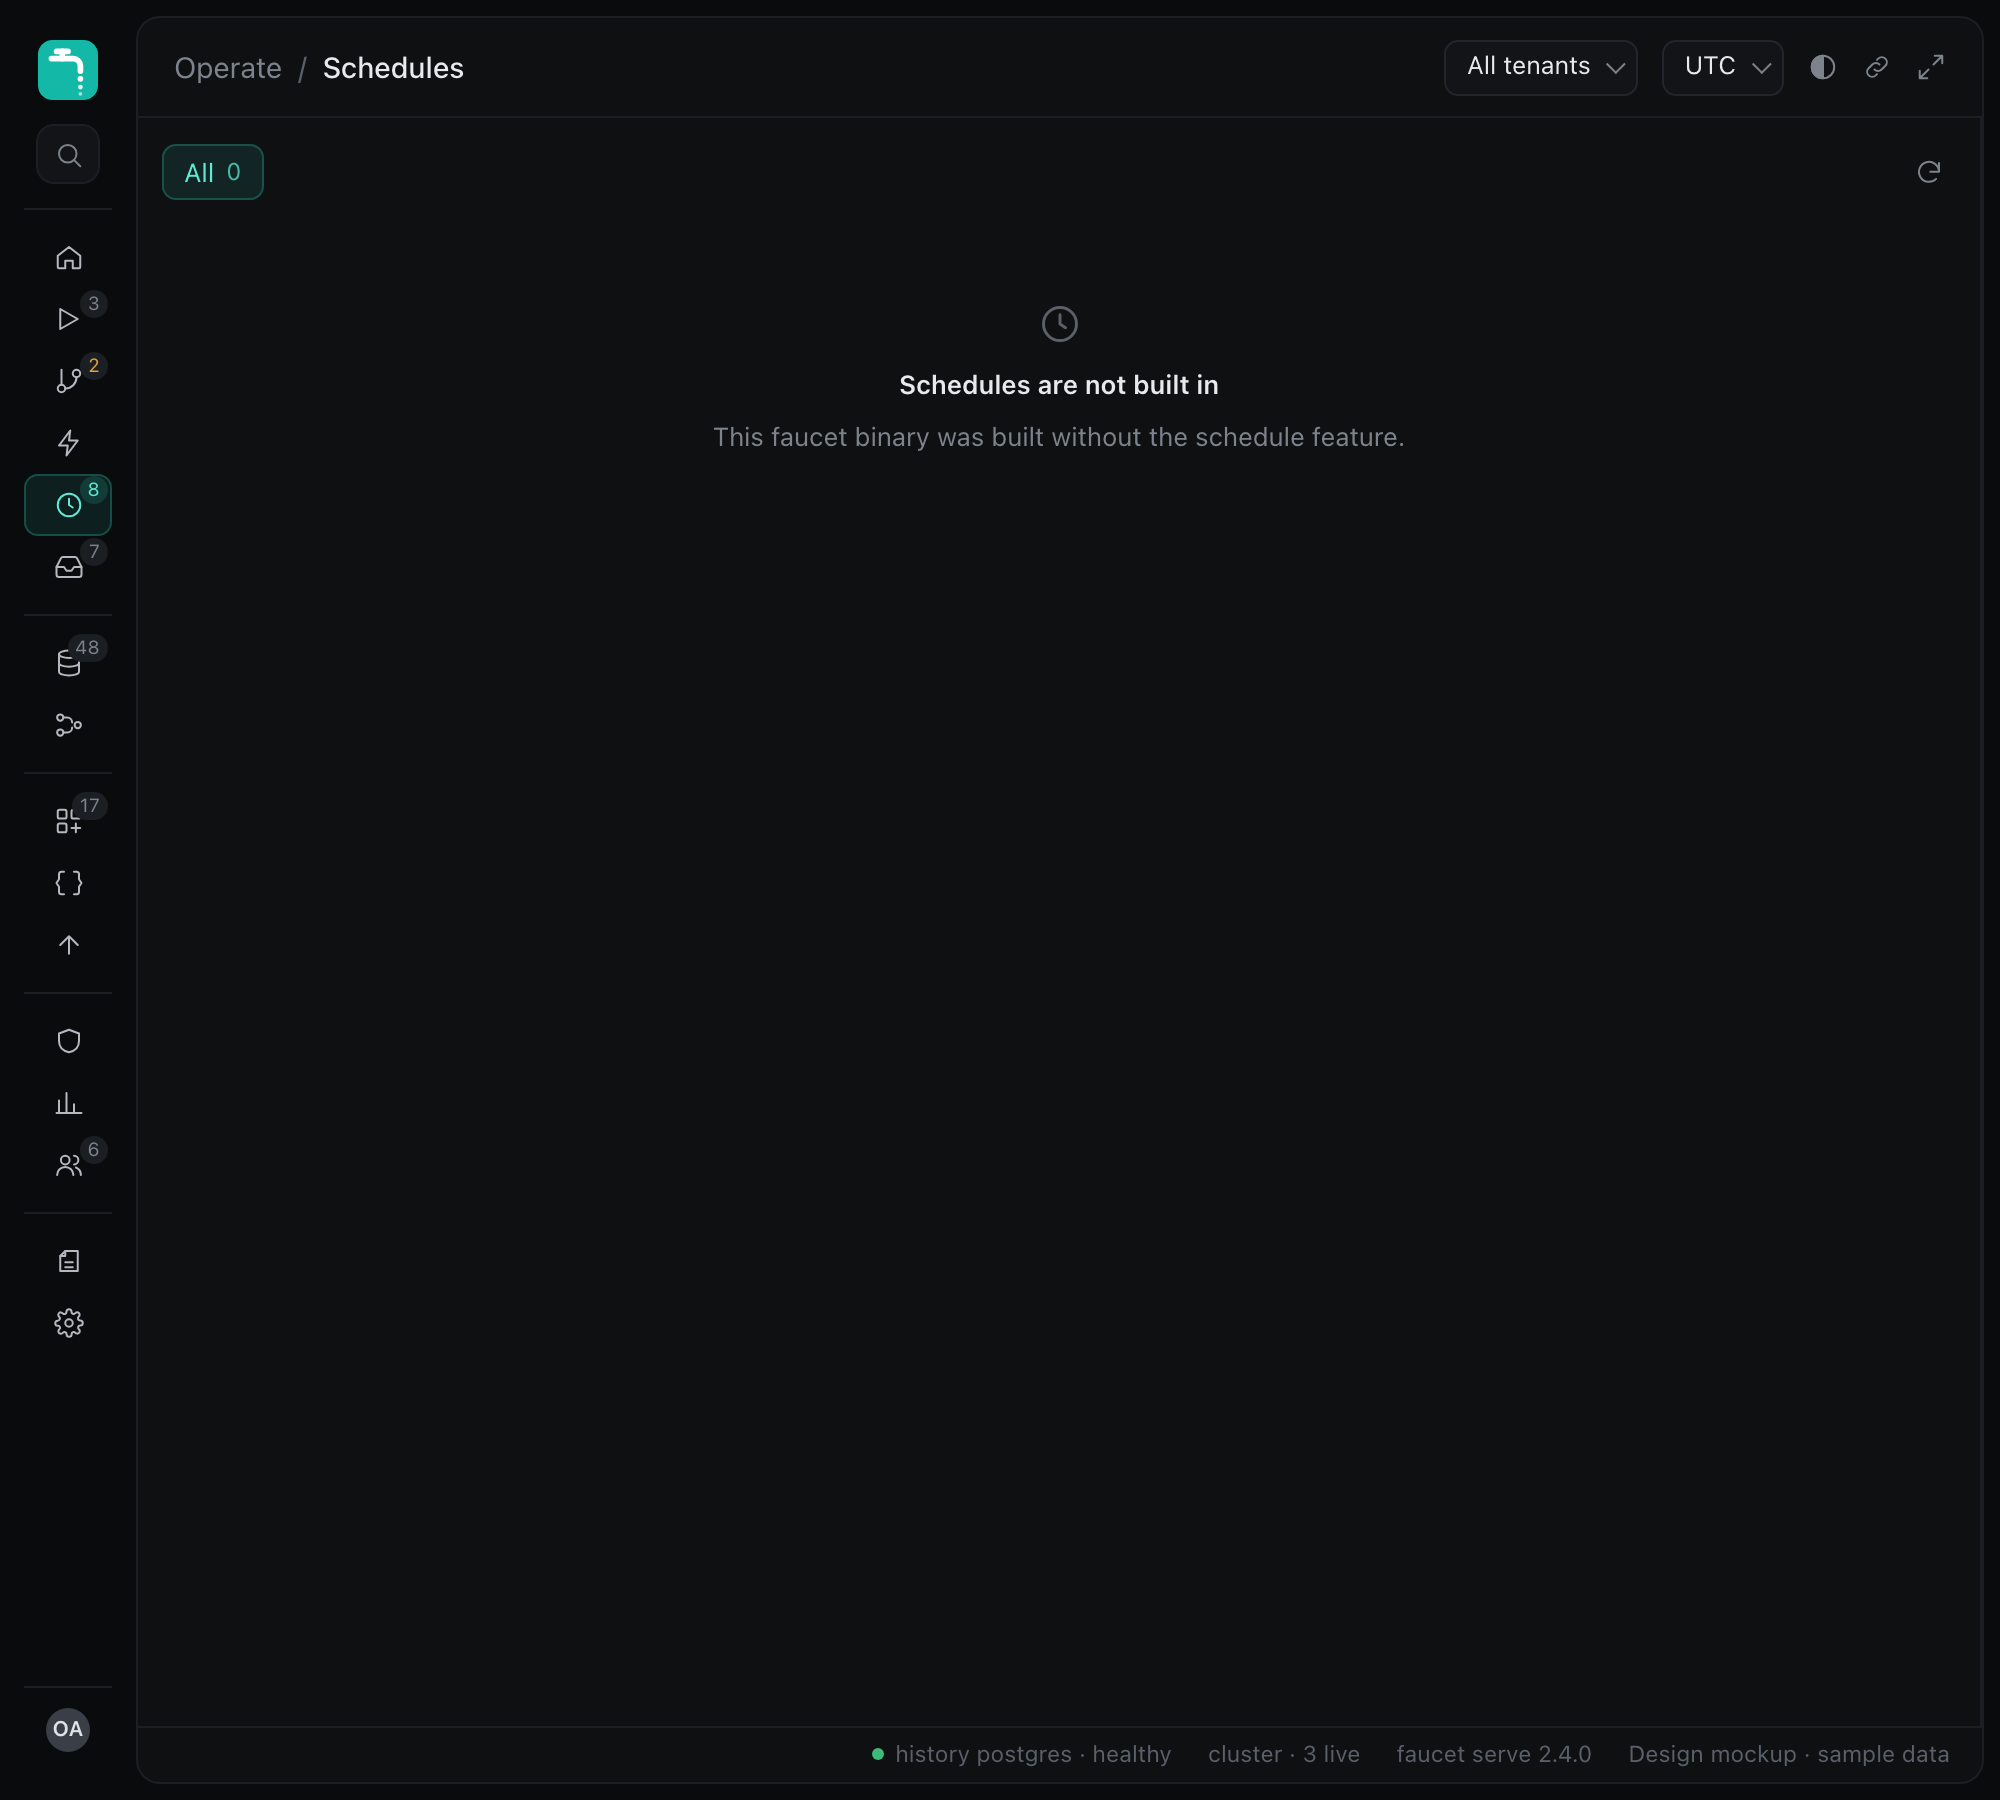 Operate / Schedules
All tenants
UTC
All 0
3
2
8
7
48
17
6
Schedules are not built in
This faucet binary was built without the schedule feature.
OA
history postgres · healthy
cluster · 3 live
faucet serve 2.4.0
Design mockup · sample data